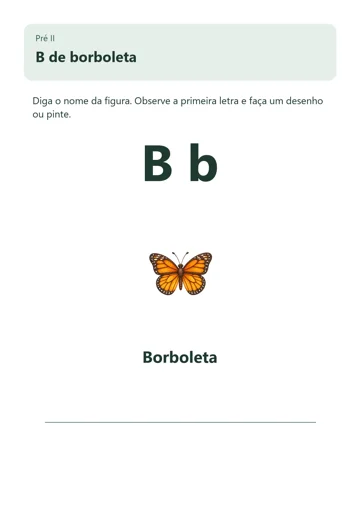 Pré II
B de borboleta
Diga o nome da figura. Observe a primeira letra e faça um desenho
ou pinte.
B b
Borboleta